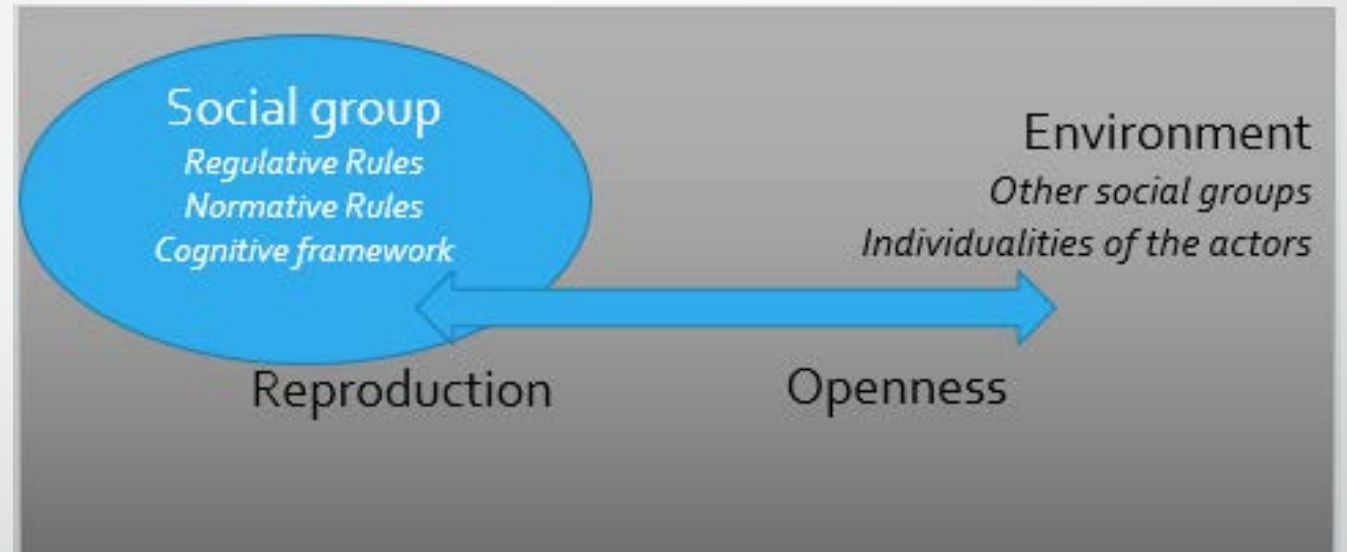 Social group
Regulative Rules
Normative Rules
Cognitive framework
Environment
Other social groups
Individualities of the actors
Reproduction
Openness